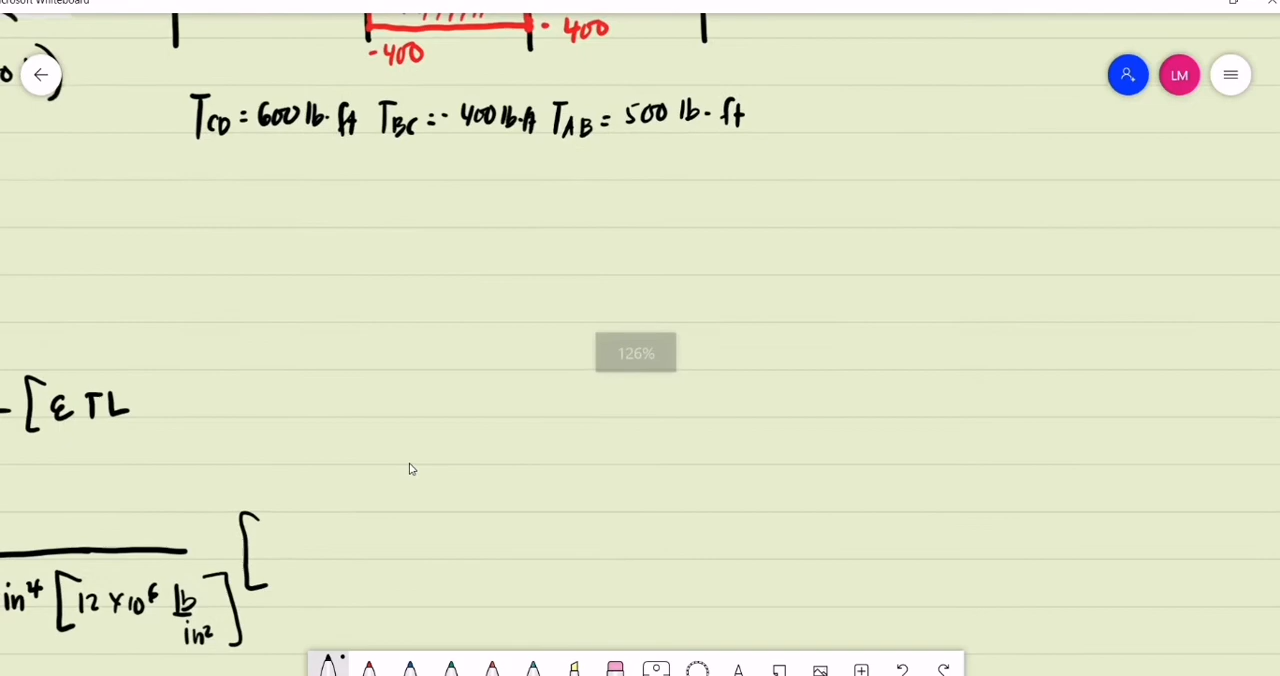 Microsoft Whiteboard
- 400
- 400
LM
T_CD = 600 lb·ft T_BC = - 400 lb·ft T_AB = 500 lb·ft
126%
[ Σ TL
in⁴ [12 × 10⁶ lb/in²] [